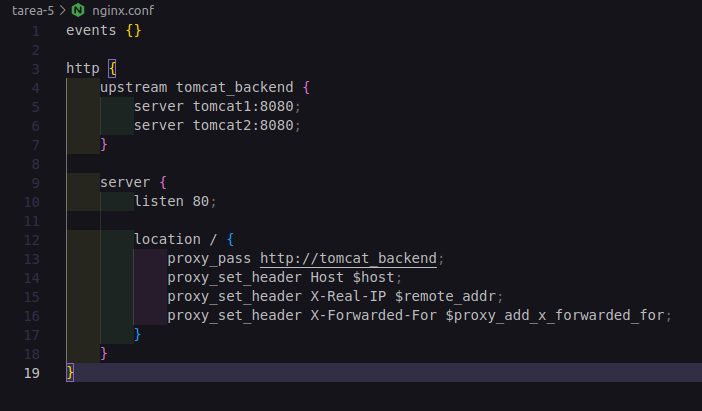 tarea-5 > nginx.conf
1 events {}
2
3 http {
4 upstream tomcat_backend {
5 server tomcat1:8080;
6 server tomcat2:8080;
7 }
8
9 server {
10 listen 80;
11
12 location / {
13 proxy_pass http://tomcat_backend;
14 proxy_set_header Host $host;
15 proxy_set_header X-Real-IP $remote_addr;
16 proxy_set_header X-Forwarded-For $proxy_add_x_forwarded_for;
17 }
18 }
19 }